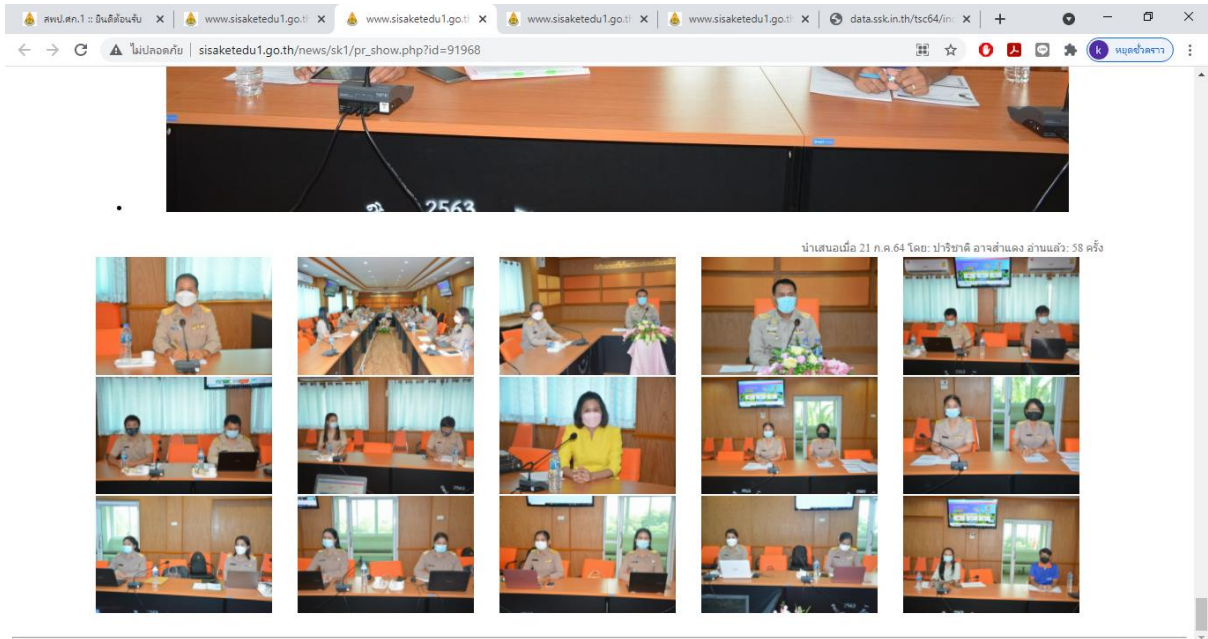 สพป.ศก.1 :: ยินดีต้อนรับ
www.sisaketedu1.go.th
www.sisaketedu1.go.th
www.sisaketedu1.go.th
www.sisaketedu1.go.th
data.ssk.in.th/tsc64/in
ไม่ปลอดภัย | sisaketedu1.go.th/news/sk1/pr_show.php?id=91968
k หยุดชั่วคราว
2563
นำเสนอเมื่อ 21 ก.ค.64 โดย: ปาริชาติ อาจสำแดง อ่านแล้ว: 58 ครั้ง